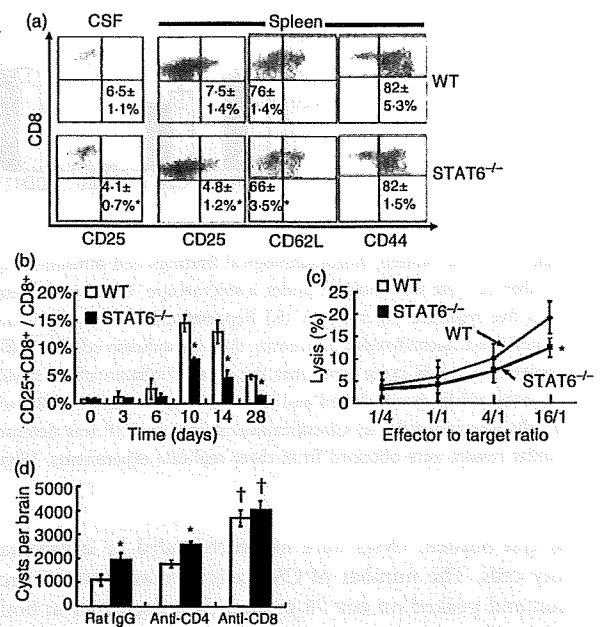 (a) CSF Spleen
CD8
6·5± 1·1%
7·5± 1·4%
76± 1·4%
82± 5·3%
WT
4·1± 0·7%*
4·8± 1·2%*
66± 3·5%*
82± 1·5%
STAT6-/-
CD25 CD25 CD62L CD44
(b)
CD25+CD8+ / CD8+
20%
15%
10%
5%
0%
WT
STAT6-/-
* * *
0 3 6 10 14 28
Time (days)
(c)
Lysis (%)
25
20
15
10
5
0
WT
STAT6-/-
WT
STAT6-/-
*
1/4 1/1 4/1 16/1
Effector to target ratio
(d)
Cysts per brain
5000
4000
3000
2000
1000
0
* * † †
Rat IgG Anti-CD4 Anti-CD8